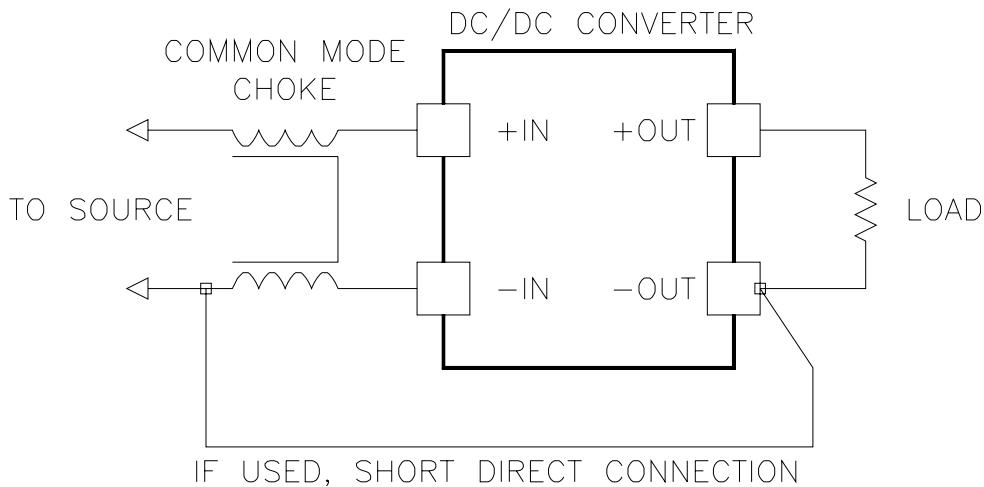 DC/DC CONVERTER
COMMON MODE
CHOKE
+IN
+OUT
TO SOURCE
LOAD
−IN
−OUT
IF USED, SHORT DIRECT CONNECTION